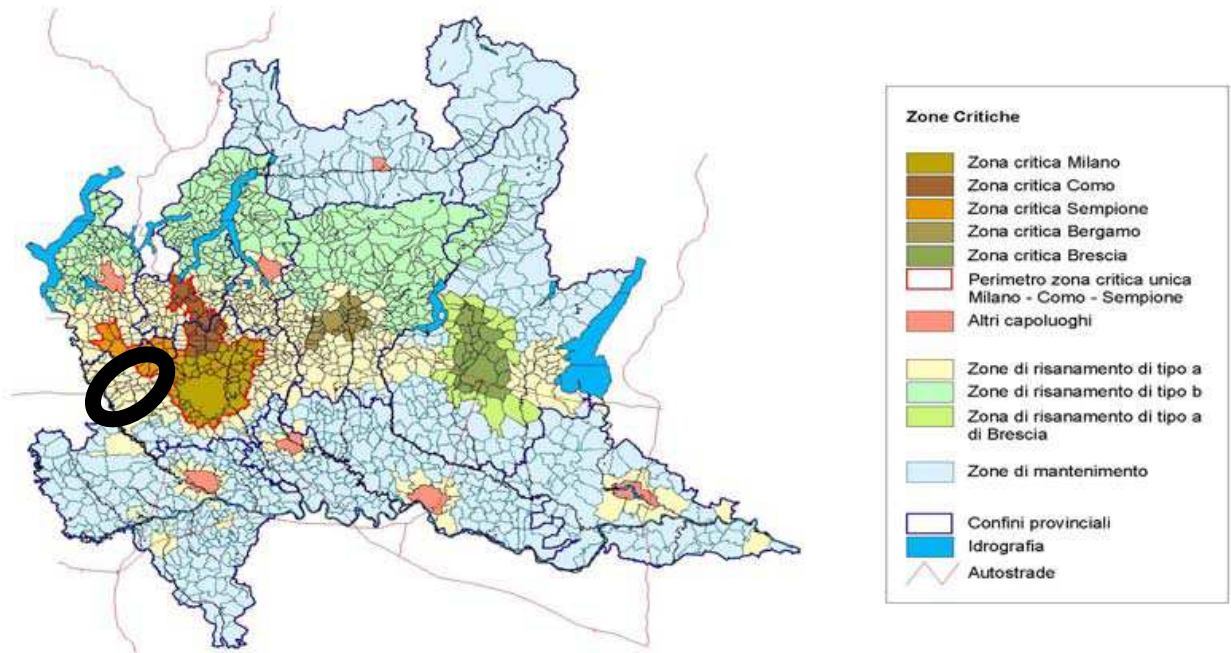 Zone Critiche
Zona critica Milano
Zona critica Como
Zona critica Sempione
Zona critica Bergamo
Zona critica Brescia
Perimetro zona critica unica
Milano - Como - Sempione
Altri capoluoghi
Zone di risanamento di tipo a
Zone di risanamento di tipo b
Zona di risanamento di tipo a
di Brescia
Zone di mantenimento
Confini provinciali
Idrografia
Autostrade